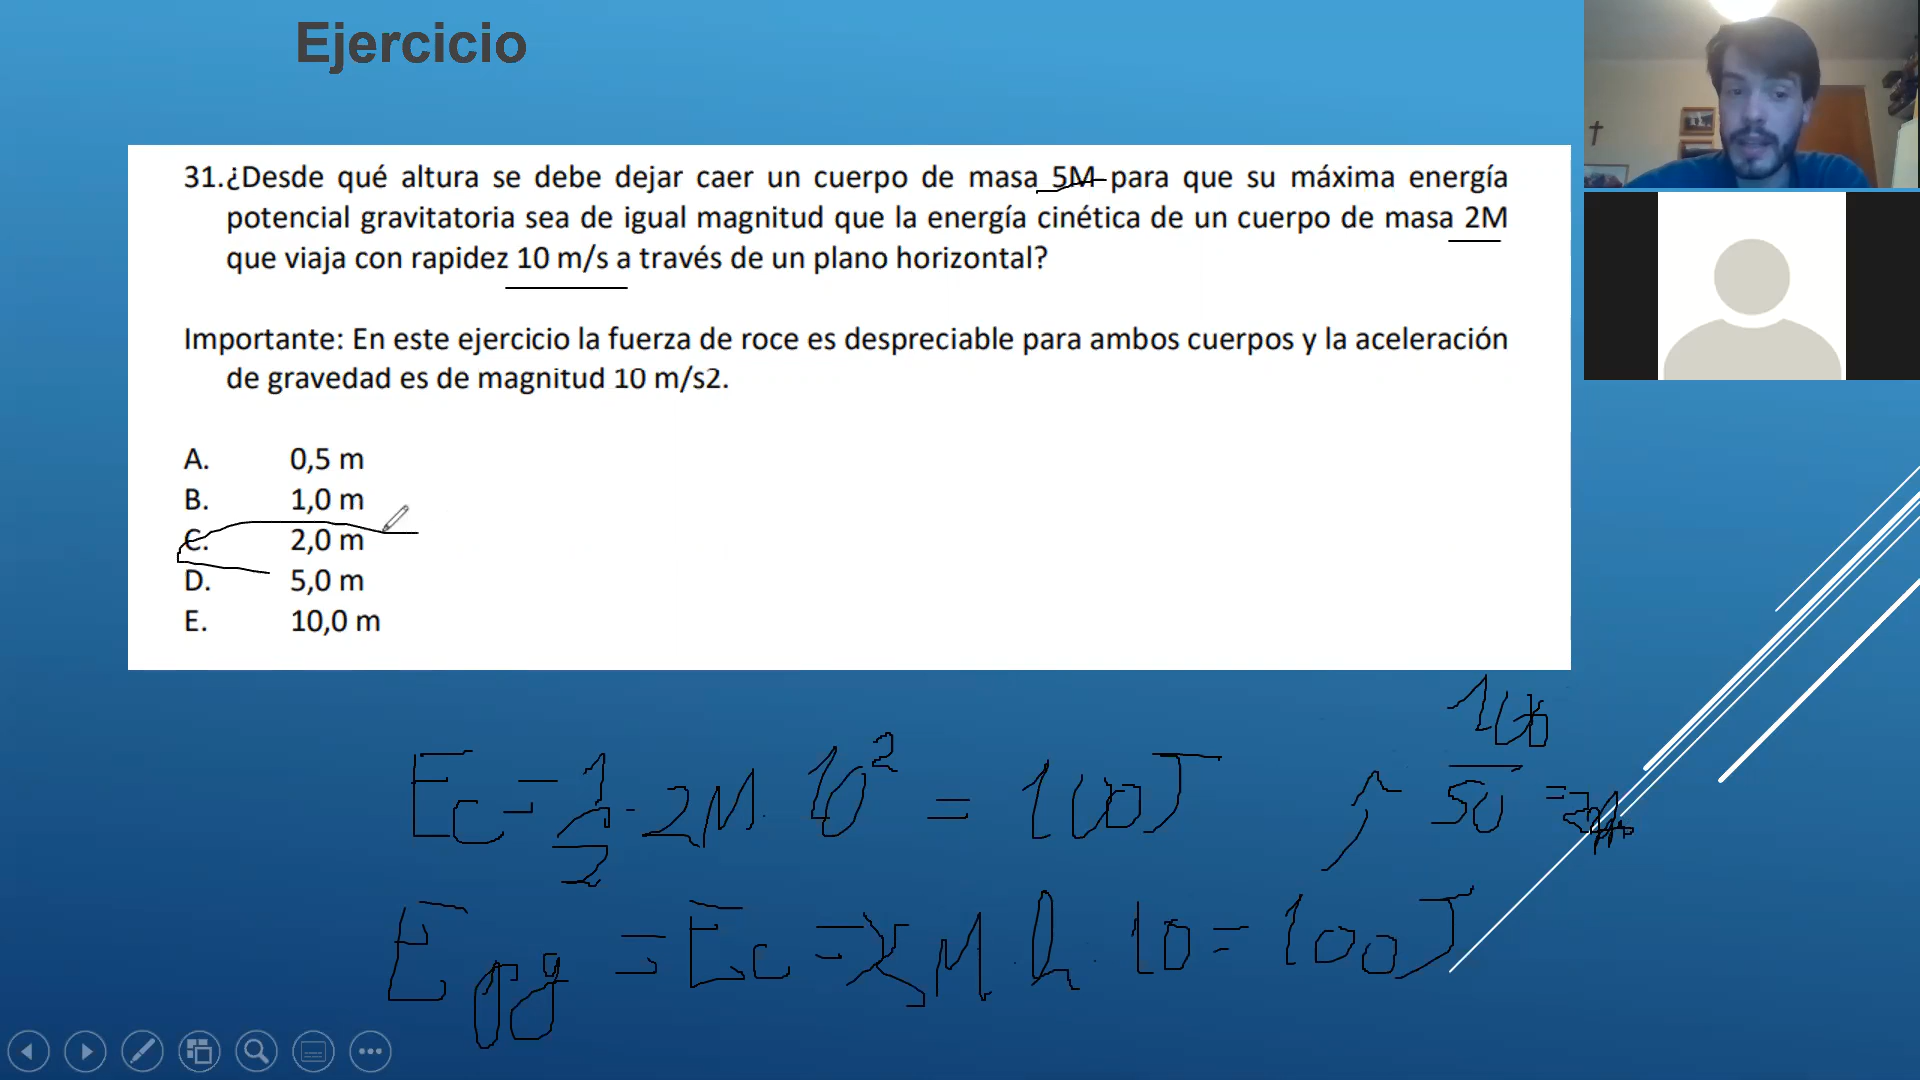 Ejercicio
31.¿Desde qué altura se debe dejar caer un cuerpo de masa 5M para que su máxima energía
potencial gravitatoria sea de igual magnitud que la energía cinética de un cuerpo de masa 2M
que viaja con rapidez 10 m/s a través de un plano horizontal?
Importante: En este ejercicio la fuerza de roce es despreciable para ambos cuerpos y la aceleración
de gravedad es de magnitud 10 m/s2.
A. 0,5 m
B. 1,0 m
C. 2,0 m
D. 5,0 m
E. 10,0 m
Ec = 1/2 · 2M · 10² = 100J
100/50 =
Epg = Ec = 5M · h · 10 = 100J